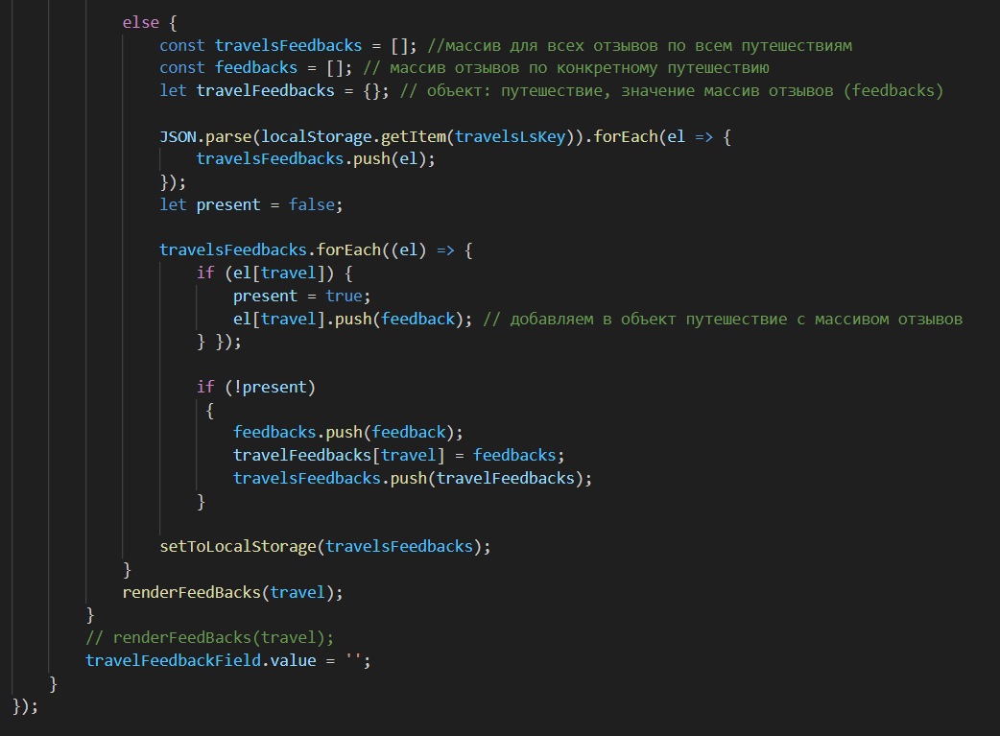 else {
const travelsFeedbacks = []; //массив для всех отзывов по всем путешествиям
const feedbacks = []; // массив отзывов по конкретному путешествию
let travelFeedbacks = {}; // объект: путешествие, значение массив отзывов (feedbacks)
JSON.parse(localStorage.getItem(travelsLsKey)).forEach(el => {
travelsFeedbacks.push(el);
});
let present = false;
travelsFeedbacks.forEach((el) => {
if (el[travel]) {
present = true;
el[travel].push(feedback); // добавляем в объект путешествие с массивом отзывов
} });
if (!present)
{
feedbacks.push(feedback);
travelFeedbacks[travel] = feedbacks;
travelsFeedbacks.push(travelFeedbacks);
}
setToLocalStorage(travelsFeedbacks);
}
renderFeedBacks(travel);
}
// renderFeedBacks(travel);
travelFeedbackField.value = '';
}
});